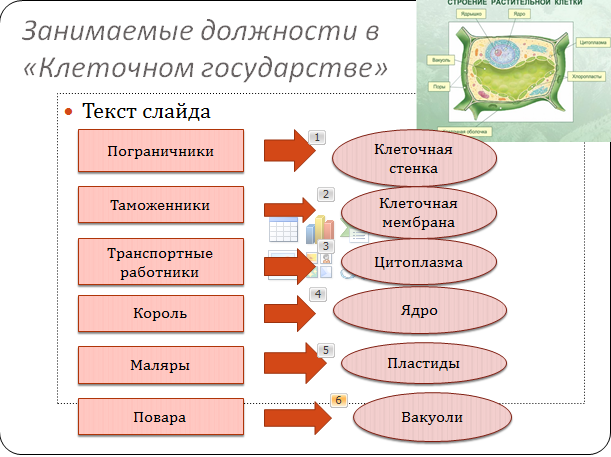 СТРОЕНИЕ РАСТИТЕЛЬНОЙ КЛЕТКИ
Занимаемые должности в
«Клеточном государстве»
Ядрышко
Ядро
Цитоплазма
Вакуоль
Хлоропласты
Поры
оболочка
Текст слайда
Пограничники
1
Клеточная
стенка
Таможенники
2
Клеточная
мембрана
Транспортные
работники
3
Цитоплазма
Король
4
Ядро
Маляры
5
Пластиды
Повара
6
Вакуоли